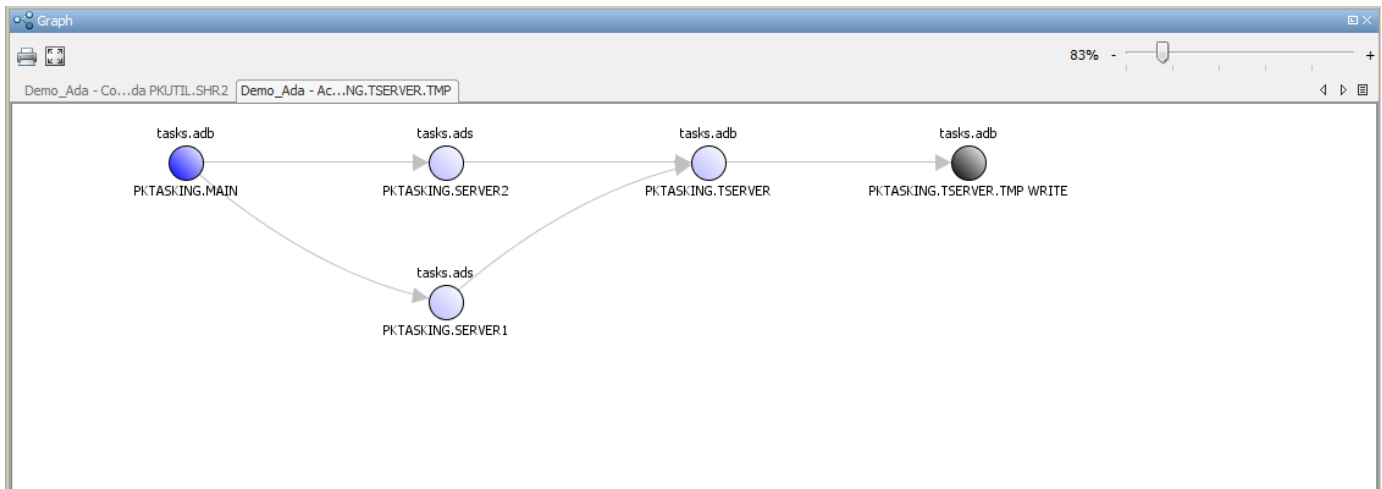 Graph
83% - +
Demo_Ada - Co...da PKUTIL.SHR2 Demo_Ada - Ac...NG.TSERVER.TMP
tasks.adb tasks.ads tasks.adb tasks.adb
PKTASKING.MAIN PKTASKING.SERVER2 PKTASKING.TSERVER PKTASKING.TSERVER.TMP WRITE
tasks.ads
PKTASKING.SERVER1